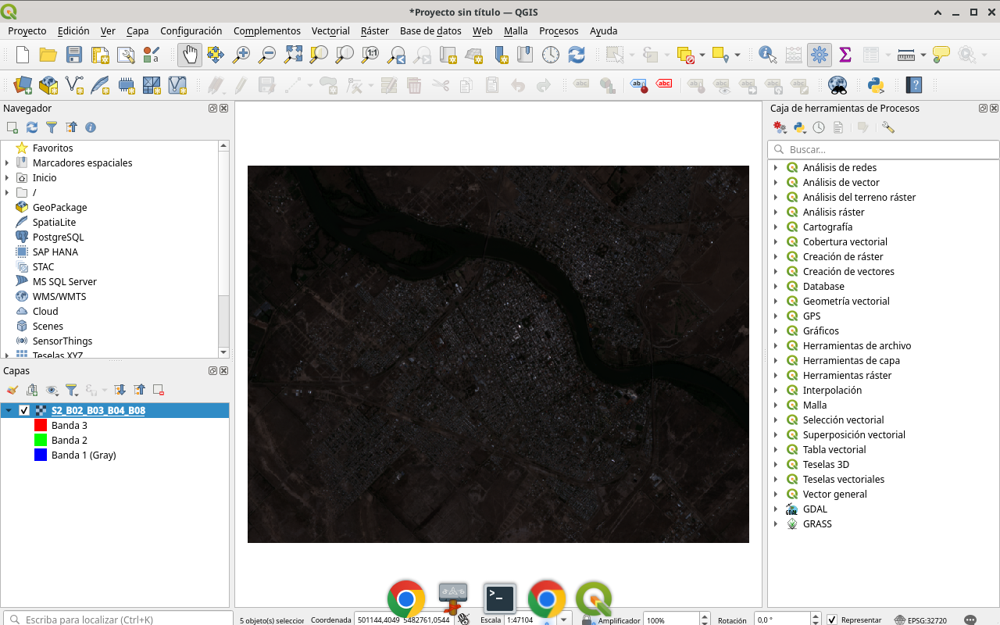 *Proyecto sin título — QGIS
Proyecto Edición Ver Capa Configuración Complementos Vectorial Ráster Base de datos Web Malla Procesos Ayuda
1:1
abc ab abc abc
Navegador
Favoritos
Marcadores espaciales
Inicio
/
GeoPackage
SpatiaLite
PostgreSQL
SAP HANA
STAC
MS SQL Server
WMS/WMTS
Cloud
Scenes
SensorThings
Teselas XYZ
Capas
S2_B02_B03_B04_B08
Banda 3
Banda 2
Banda 1 (Gray)
Caja de herramientas de Procesos
Buscar...
Análisis de redes
Análisis de vector
Análisis del terreno ráster
Análisis ráster
Cartografía
Cobertura vectorial
Creación de ráster
Creación de vectores
Database
Geometría vectorial
GPS
Gráficos
Herramientas de archivo
Herramientas de capa
Herramientas ráster
Interpolación
Malla
Selección vectorial
Superposición vectorial
Tabla vectorial
Teselas 3D
Teselas vectoriales
Vector general
GDAL
GRASS
Escriba para localizar (Ctrl+K) 5 objeto(s) seleccior Coordenada 501144,4049 5482761,0544 Escala 1:47104 Amplificador 100% Rotación 0,0 ° Representar EPSG:32720